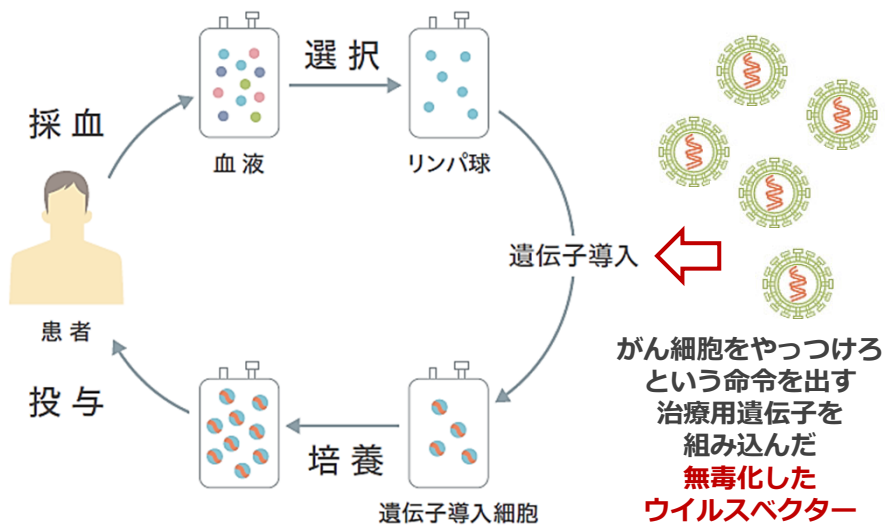 選択
採血
血液
リンパ球
遺伝子導入
患者
投与
培養
遺伝子導入細胞
がん細胞をやっつけろ
という命令を出す
治療用遺伝子を
組み込んだ
無毒化した
ウイルスベクター